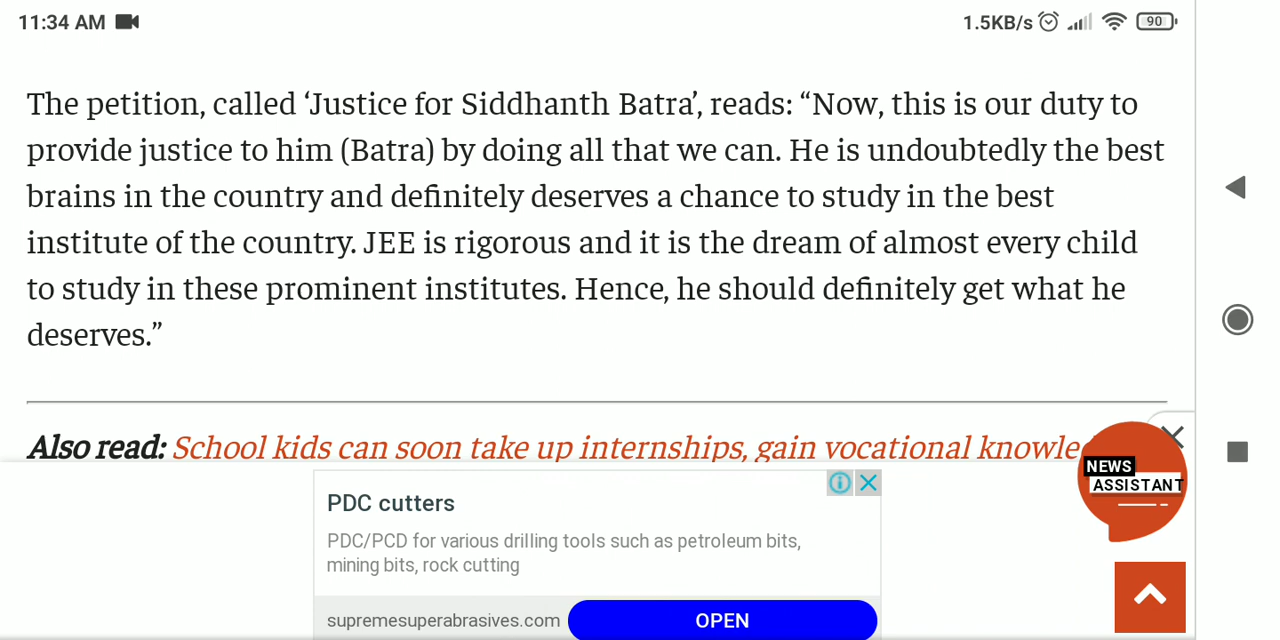 11:34 AM
1.5KB/s
90
The petition, called ‘Justice for Siddhanth Batra’, reads: “Now, this is our duty to
provide justice to him (Batra) by doing all that we can. He is undoubtedly the best
brains in the country and definitely deserves a chance to study in the best
institute of the country. JEE is rigorous and it is the dream of almost every child
to study in these prominent institutes. Hence, he should definitely get what he
deserves.”
Also read: School kids can soon take up internships, gain vocational
NEWS
ASSISTANT
PDC cutters
PDC/PCD for various drilling tools such as petroleum bits,
mining bits, rock cutting
supremesuperabrasives.com
OPEN